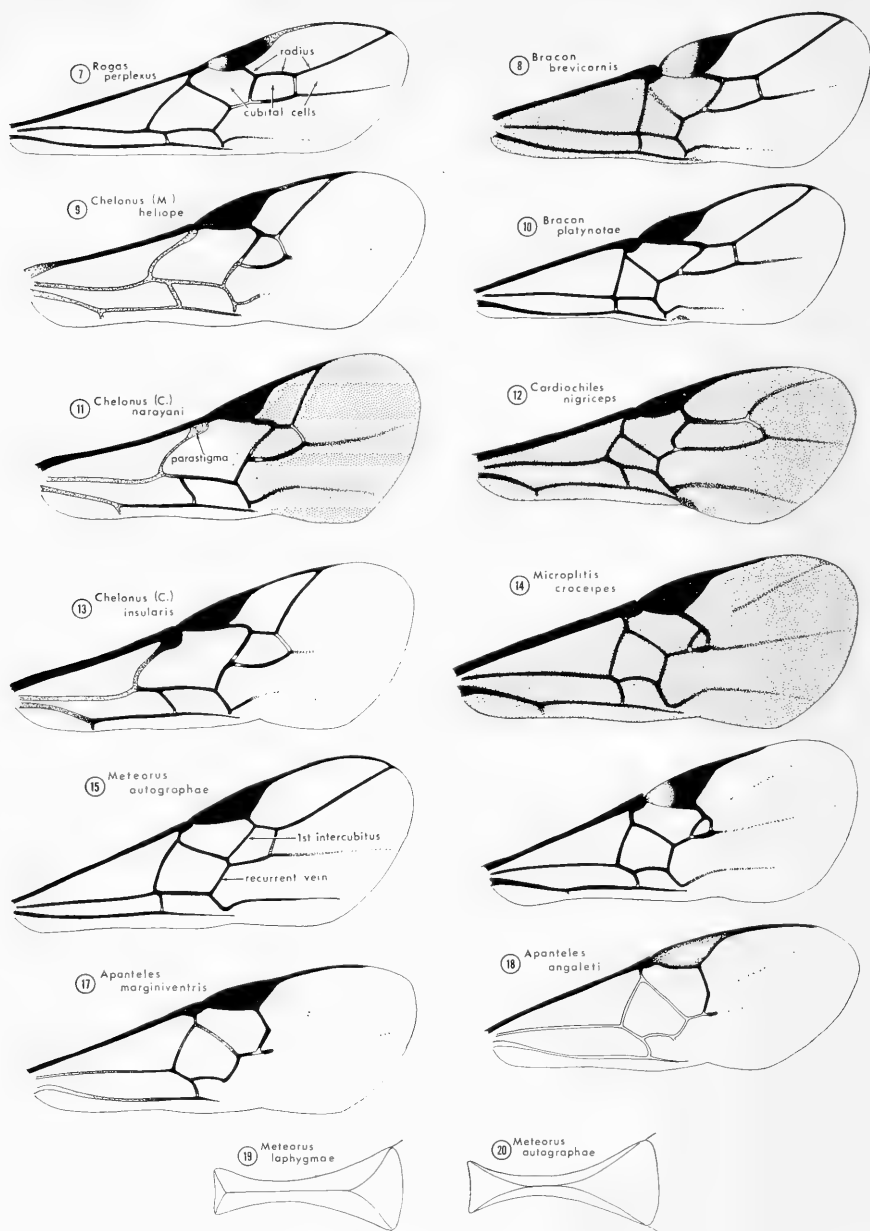 7 Rogas
perplexus
radius
cubital cells
8 Bracon
brevicornis
9 Chelonus (M)
heliope
10 Bracon
platynotae
11 Chelonus (C.)
narayani
parastigma
12 Cardiochiles
nigriceps
13 Chelonus (C.)
insularis
14 Microplitis
croceipes
15 Meteorus
autographae
1st intercubitus
recurrent vein
17 Apanteles
marginiventris
18 Apanteles
angaleti
19 Meteorus
laphygmae
20 Meteorus
autographae